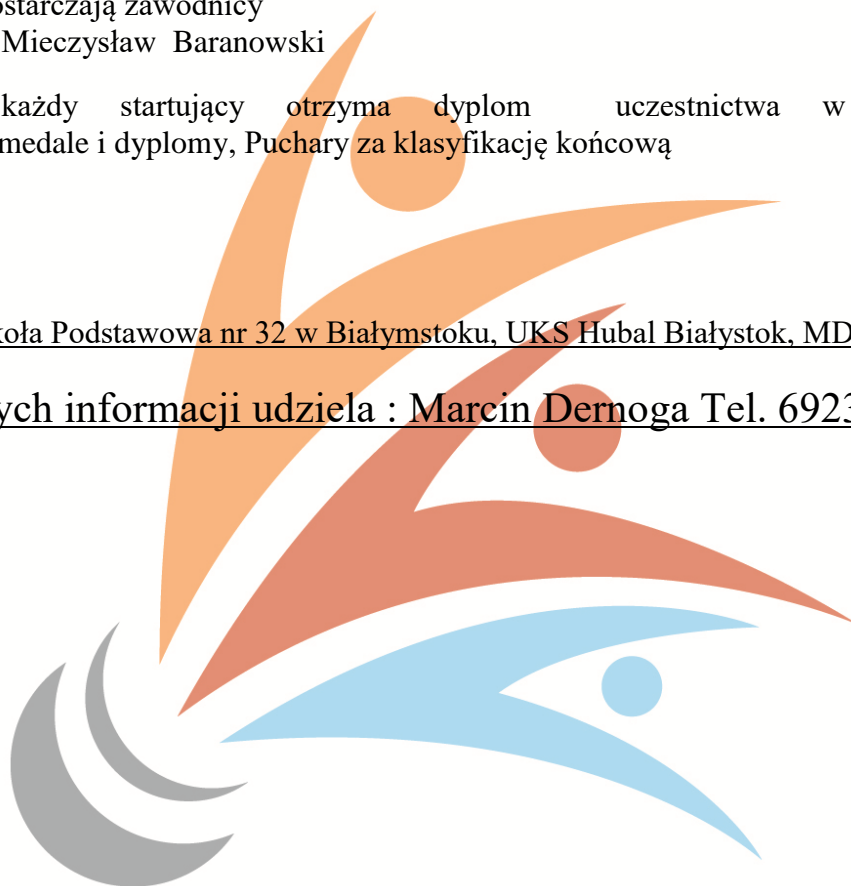 ostarczają zawodnicy
Mieczysław Baranowski
każdy startujący otrzyma dyplom uczestnictwa w
medale i dyplomy, Puchary za klasyfikację końcową
koła Podstawowa nr 32 w Białymstoku, UKS Hubal Białystok, MD
ych informacji udziela : Marcin Dernoga Tel. 6923